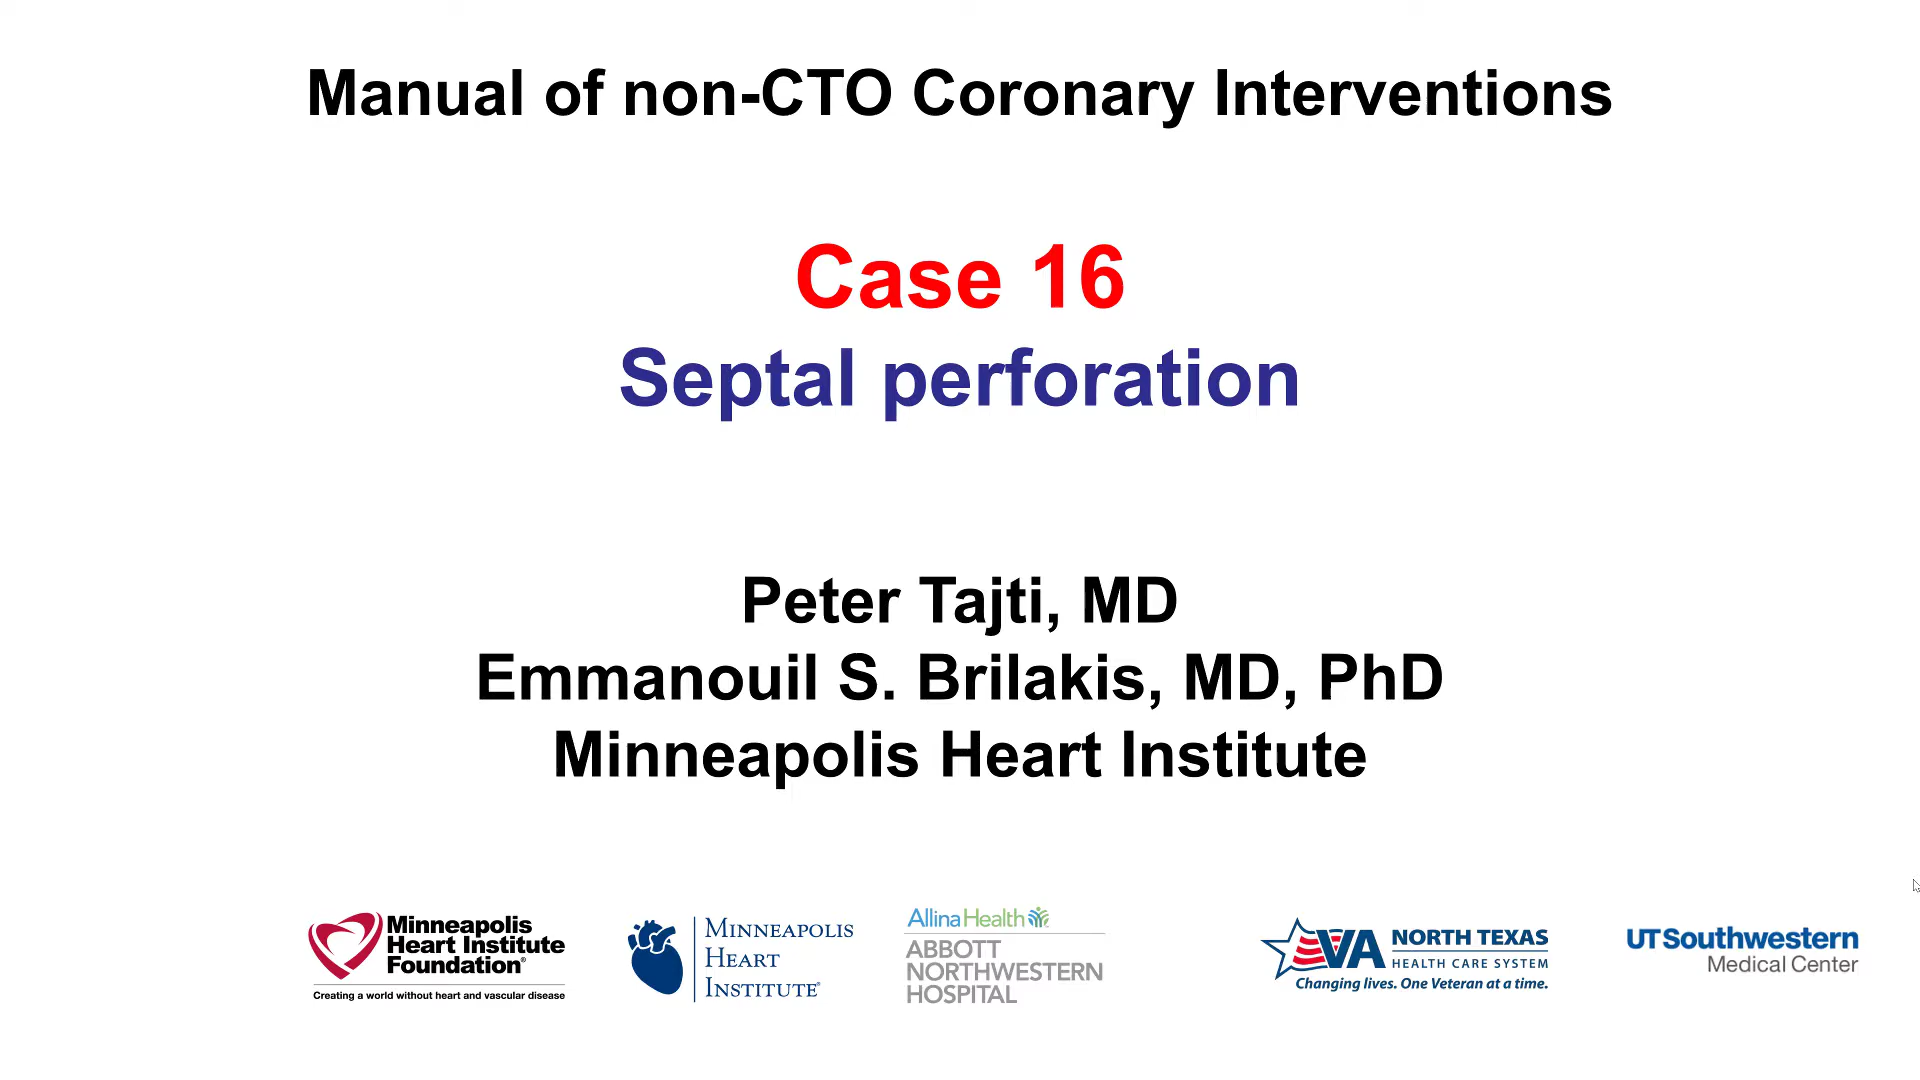 Manual of non-CTO Coronary Interventions
Case 16
Septal perforation
Peter Tajti, MD
Emmanouil S. Brilakis, MD, PhD
Minneapolis Heart Institute
Minneapolis
Heart Institute
Foundation®
Creating a world without heart and vascular disease
MINNEAPOLIS
HEART
INSTITUTE®
Allina Health
ABBOTT
NORTHWESTERN
HOSPITAL
VA NORTH TEXAS
HEALTH CARE SYSTEM
Changing lives. One Veteran at a time.
UTSouthwestern
Medical Center